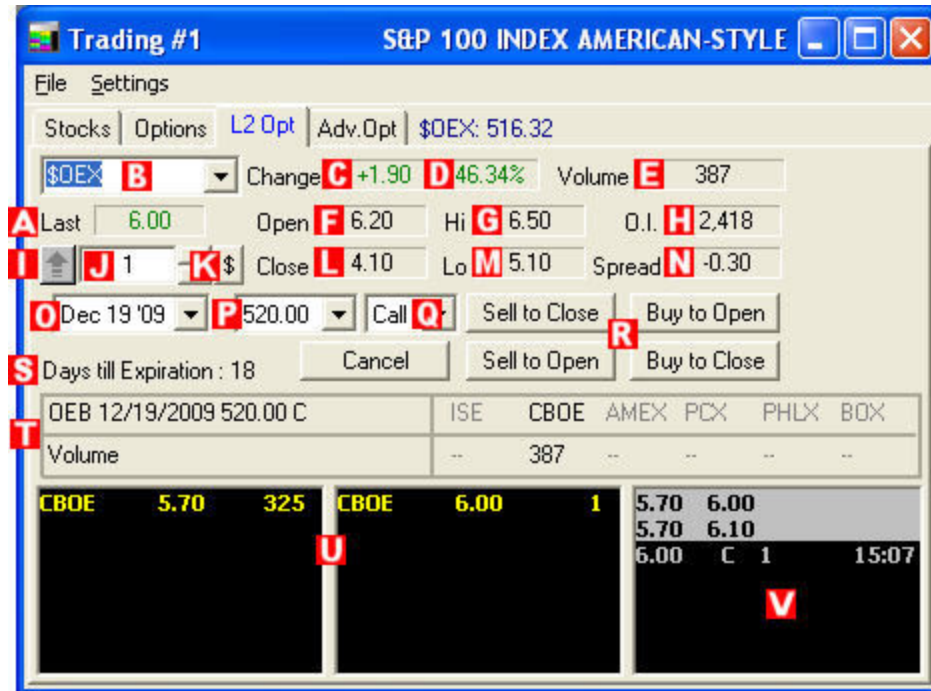 Trading #1 S&P 100 INDEX AMERICAN-STYLE
File Settings
Stocks Options L2 Opt Adv.Opt $OEX: 516.32
$OEX B Change C +1.90 D 46.34% Volume E 387
A Last 6.00 Open F 6.20 Hi G 6.50 O.I. H 2,418
I J 1 K $ Close L 4.10 Lo M 5.10 Spread N -0.30
O Dec 19 '09 P 520.00 Call Q Sell to Close Buy to Open
R
S Days till Expiration : 18 Cancel Sell to Open Buy to Close
T OEB 12/19/2009 520.00 C ISE CBOE AMEX PCX PHLX BOX
Volume -- 387 -- -- -- --
CBOE 5.70 325 CBOE 6.00 1 5.70 6.00
5.70 6.10
U 6.00 C 1 15:07
V